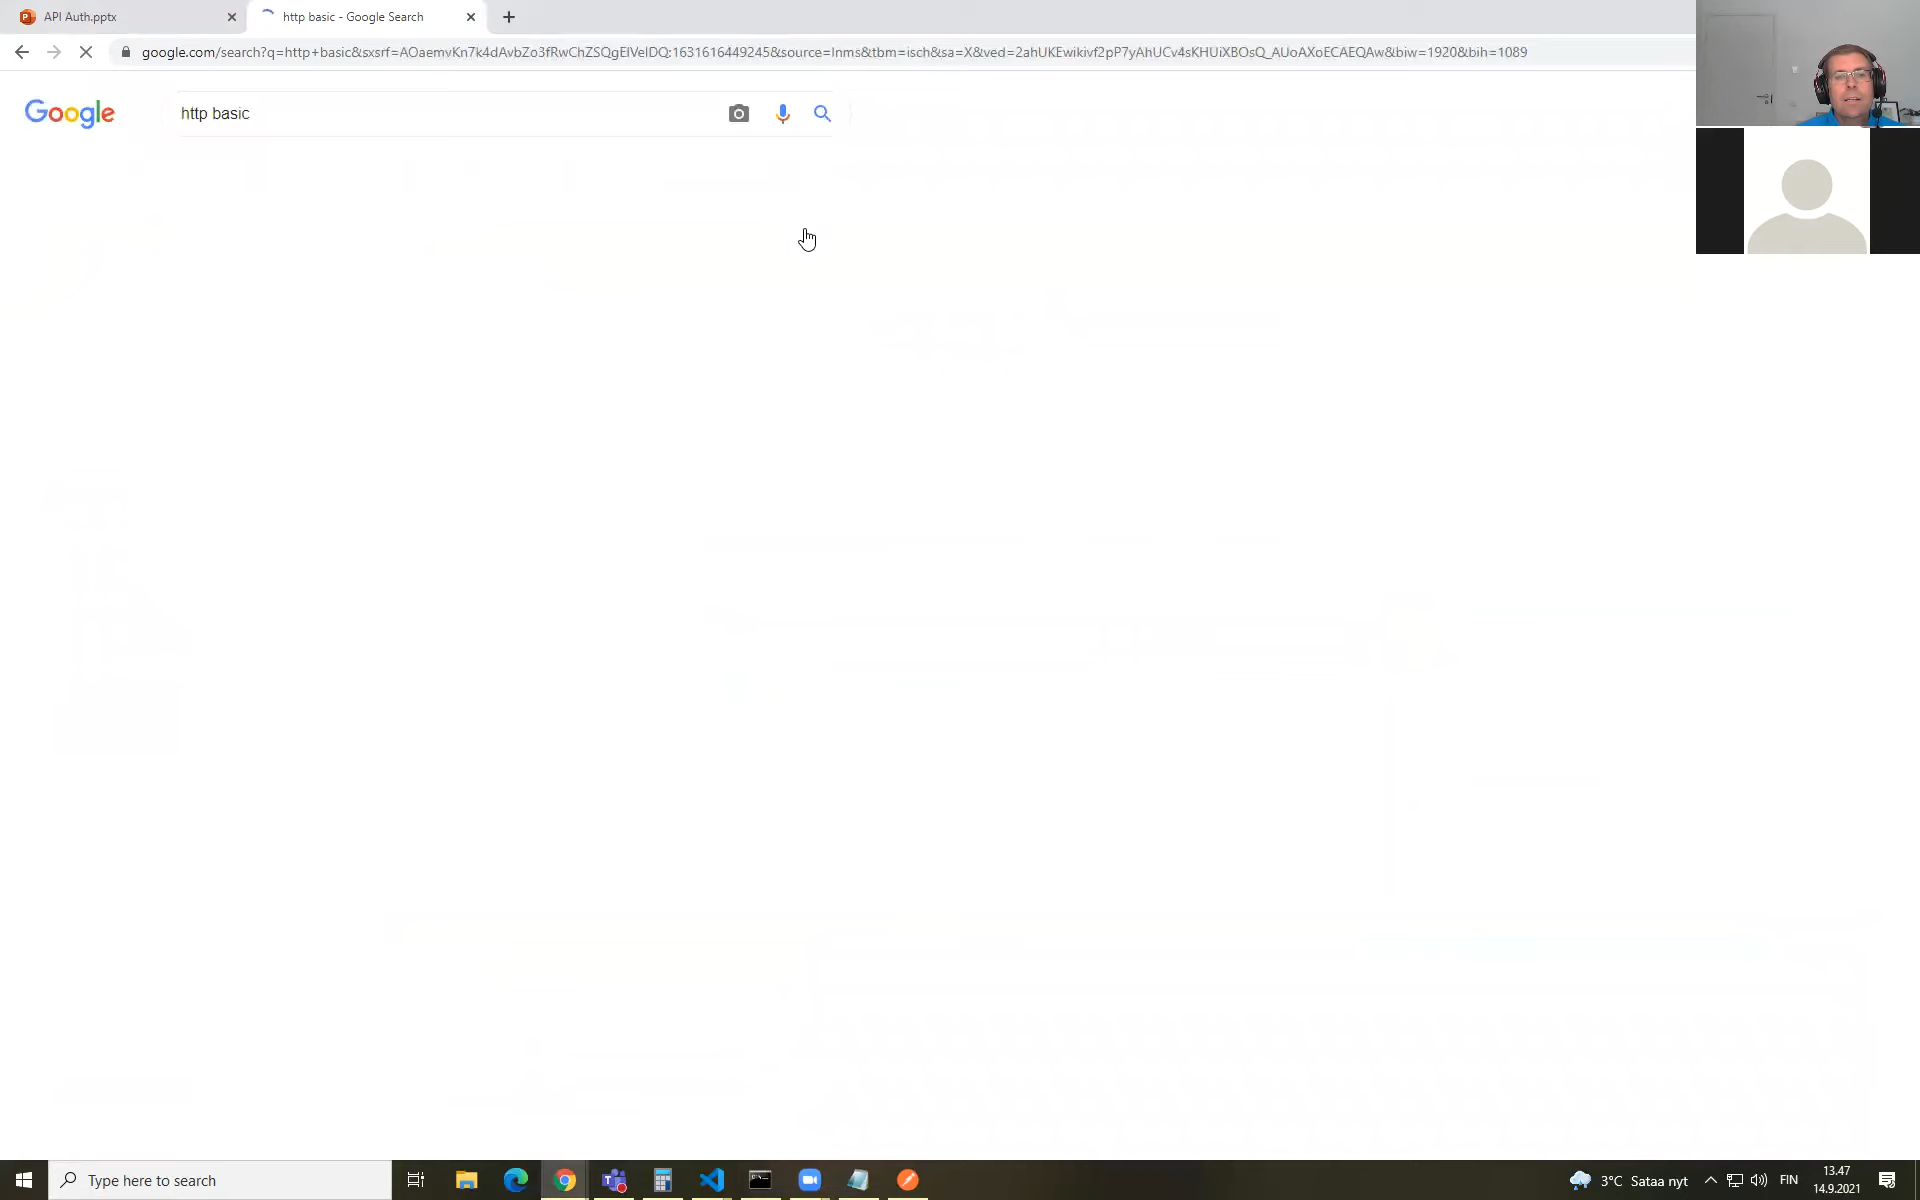 API Auth.pptx
http basic - Google Search
google.com/search?q=http+basic&sxsrf=AOaemvKn7k4dAvbZo3fRwChZSQgElVelDQ:1631616449245&source=lnms&tbm=isch&sa=X&ved=2ahUKEwikivf2pP7yAhUCv4sKHUiXBOsQ_AUoAXoECAEQAw&biw=1920&bih=1089
Google
http basic
Type here to search
3°C Sataa nyt
FIN
13.47
14.9.2021